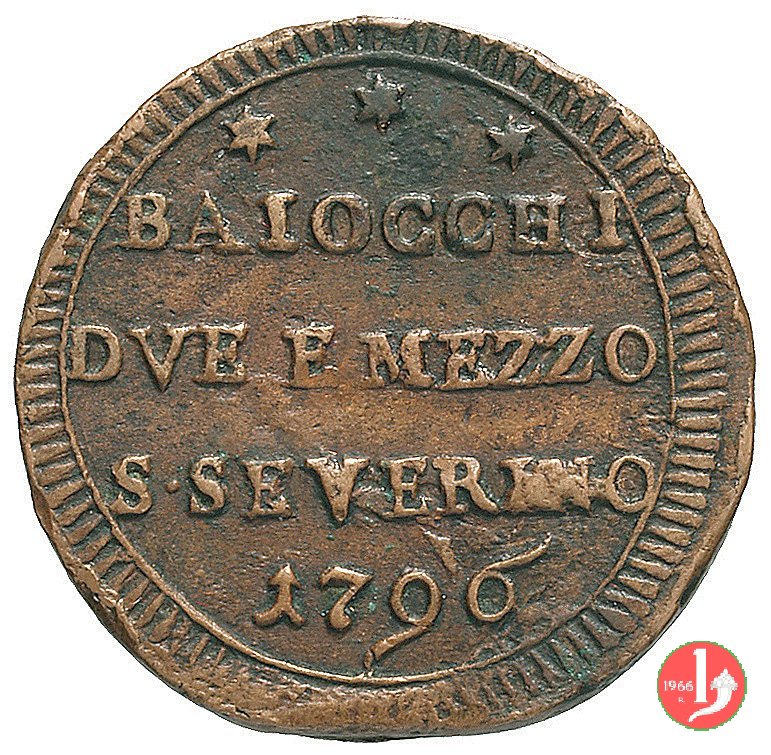 BAIOCCHI
DVE E MEZZO
S·SEVERINO
1796
1966
R.